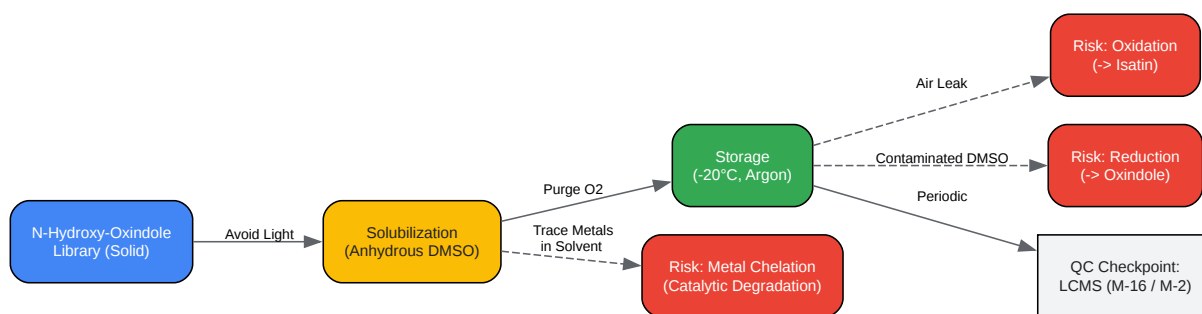 N-Hydroxy-Oxindole
Library (Solid)
Avoid Light
Solubilization
(Anhydrous DMSO)
Purge O2
Trace Metals
in Solvent
Storage
(-20°C, Argon)
Risk: Metal Chelation
(Catalytic Degradation)
Air Leak
Contaminated DMSO
Periodic
Risk: Oxidation
(-> Isatin)
Risk: Reduction
(-> Oxindole)
QC Checkpoint:
LCMS (M-16 / M-2)